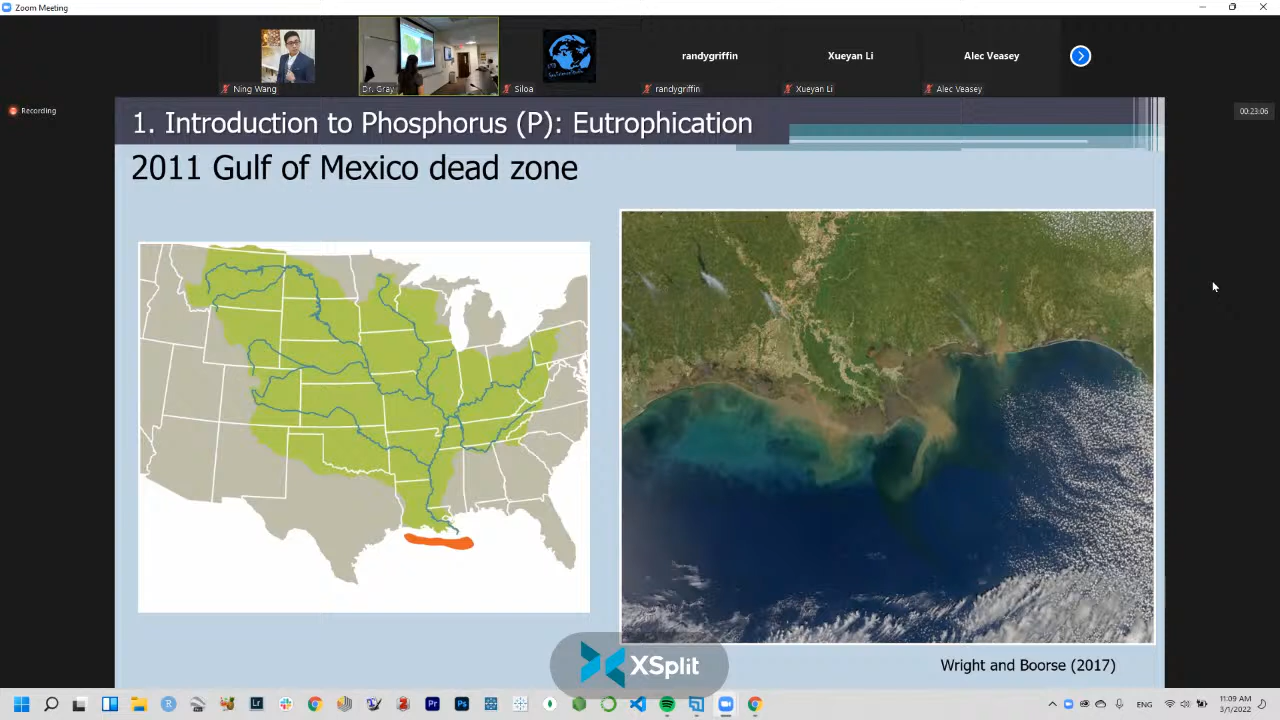 Zoom Meeting
randygriffin
Xueyan Li
Alec Veasey
Ning Wang
Dr. Gray
Siloa
randygriffin
Xueyan Li
Alec Veasey
Recording
00:23:06
1. Introduction to Phosphorus (P): Eutrophication
2011 Gulf of Mexico dead zone
XSplit
Wright and Boorse (2017)
ENG
11:09 AM
3/1/2022